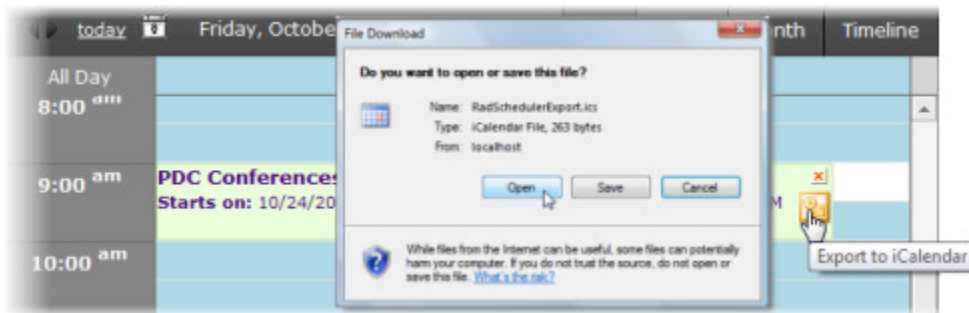 today
Friday, Octobe
nth
Timeline
File Download
Do you want to open or save this file?
Name: RadSchedulerExport.ics
Type: iCalendar File, 263 bytes
From: localhost
Open
Save
Cancel
While files from the Internet can be useful, some files can potentially
harm your computer. If you do not trust the source, do not open or
save this file. What's the risk?
All Day
8:00 am
9:00 am
PDC Conferences
Starts on: 10/24/20
M
Export to iCalendar
10:00 am